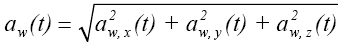 a_w(t) = √(a²_{w,x}(t) + a²_{w,y}(t) + a²_{w,z}(t))